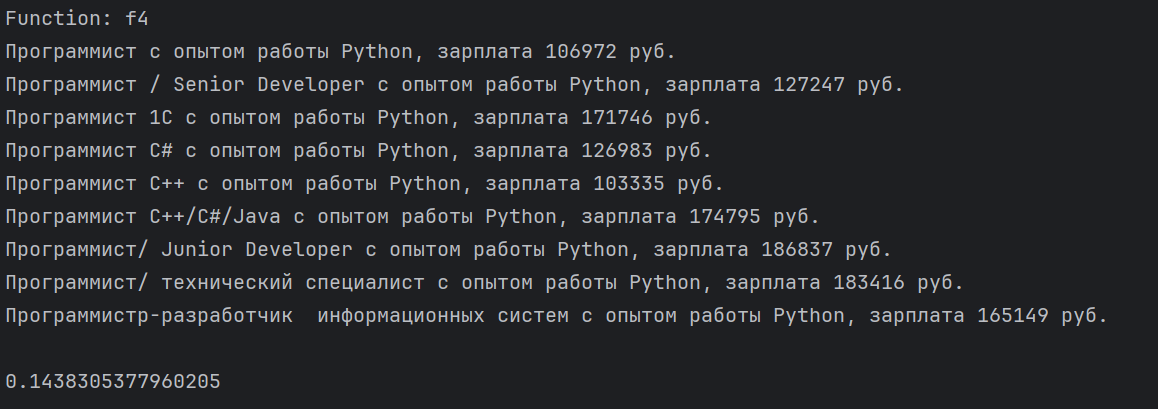 Function: f4
Программист с опытом работы Python, зарплата 106972 руб.
Программист / Senior Developer с опытом работы Python, зарплата 127247 руб.
Программист 1С с опытом работы Python, зарплата 171746 руб.
Программист C# с опытом работы Python, зарплата 126983 руб.
Программист C++ с опытом работы Python, зарплата 103335 руб.
Программист C++/C#/Java с опытом работы Python, зарплата 174795 руб.
Программист/ Junior Developer с опытом работы Python, зарплата 186837 руб.
Программист/ технический специалист с опытом работы Python, зарплата 183416 руб.
Программистр-разработчик  информационных систем с опытом работы Python, зарплата 165149 руб.
0.1438305377960205